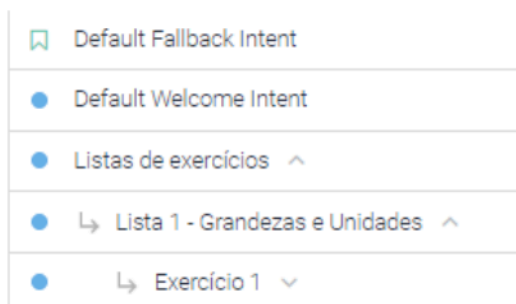 Default Fallback Intent
Default Welcome Intent
Listas de exercícios
Lista 1 - Grandezas e Unidades
Exercício 1